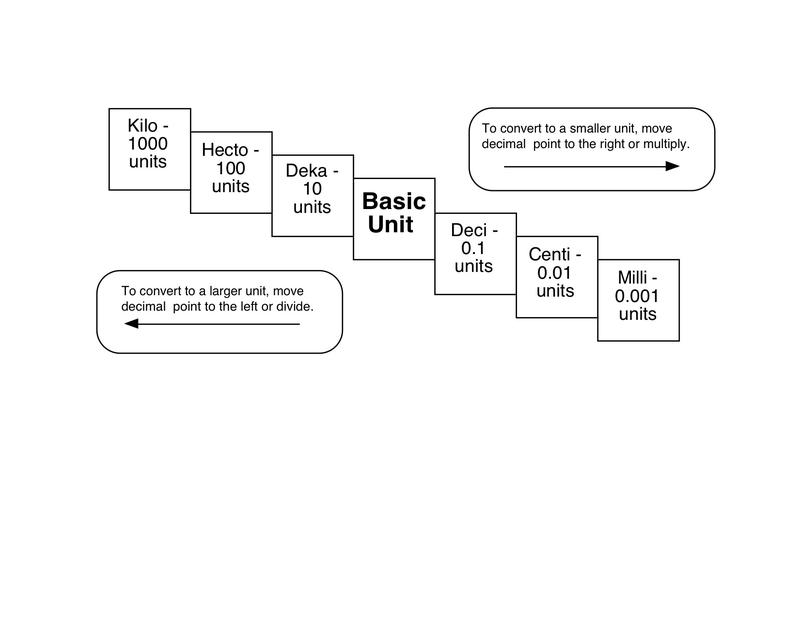 Kilo -
1000
units
Hecto -
100
units
Deka -
10
units
Basic
Unit
Deci -
0.1
units
Centi -
0.01
units
Milli -
0.001
units
To convert to a smaller unit, move
decimal  point to the right or multiply.
To convert to a larger unit, move
decimal  point to the left or divide.